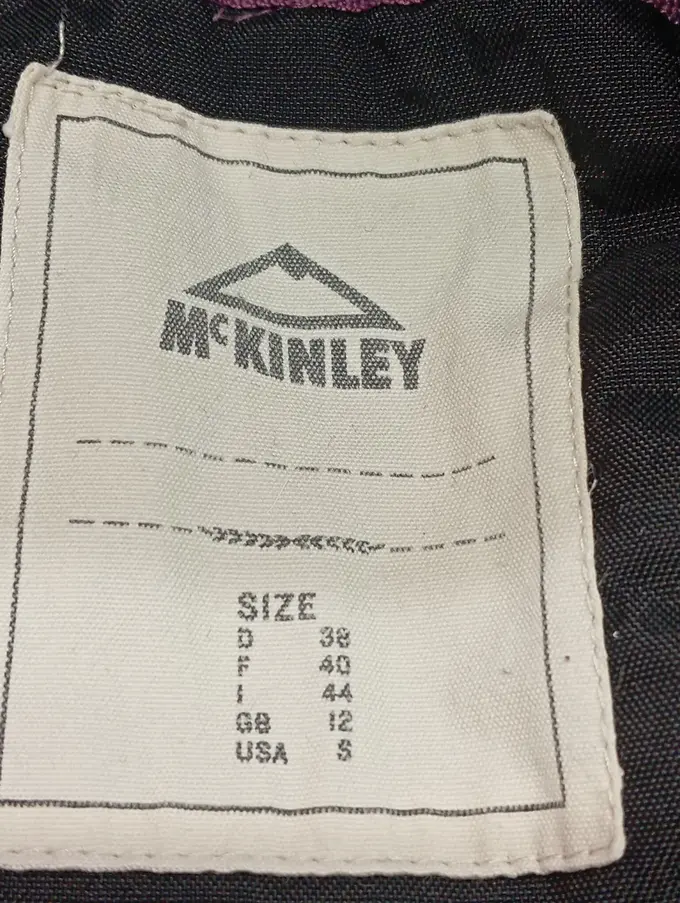 McKINLEY
SIZE
D 38
F 40
I 44
GB 12
USA S